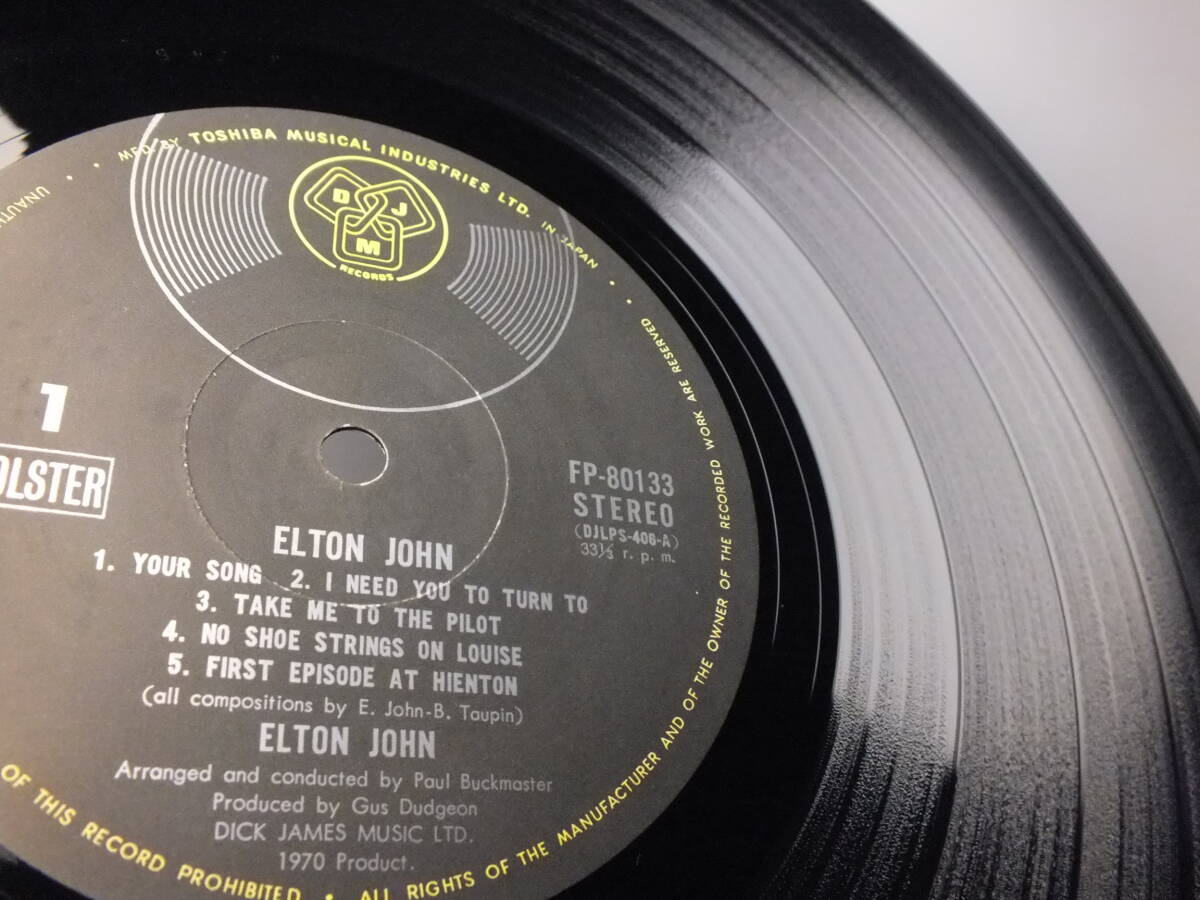 MFD. BY TOSHIBA MUSICAL INDUSTRIES LTD. IN JAPAN
D J M
RECORDS
1
FP-80133
STEREO
(DJLPS-406-A)
33⅓ r. p. m.
ELTON JOHN
1. YOUR SONG 2. I NEED YOU TO TURN TO
3. TAKE ME TO THE PILOT
4. NO SHOE STRINGS ON LOUISE
5. FIRST EPISODE AT HIENTON
(all compositions by E. John-B. Taupin)
ELTON JOHN
Arranged and conducted by Paul Buckmaster
Produced by Gus Dudgeon
DICK JAMES MUSIC LTD.
1970 Product.
OF THIS RECORD PROHIBITED • ALL RIGHTS OF THE MANUFACTURER AND OF THE OWNER OF THE RECORDED WORK ARE RESERVED